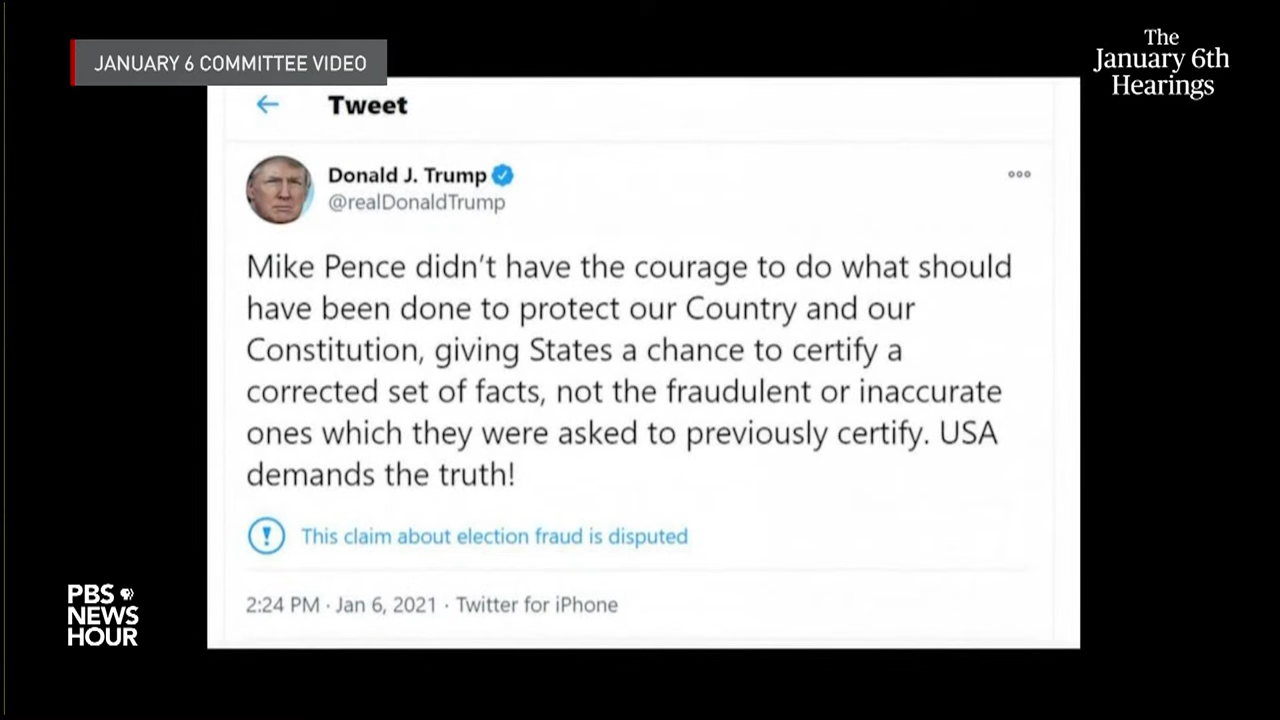 JANUARY 6 COMMITTEE VIDEO
The
January 6th
Hearings
Tweet
Donald J. Trump
@realDonaldTrump
Mike Pence didn’t have the courage to do what should
have been done to protect our Country and our
Constitution, giving States a chance to certify a
corrected set of facts, not the fraudulent or inaccurate
ones which they were asked to previously certify. USA
demands the truth!
This claim about election fraud is disputed
2:24 PM · Jan 6, 2021 · Twitter for iPhone
PBS
NEWS
HOUR